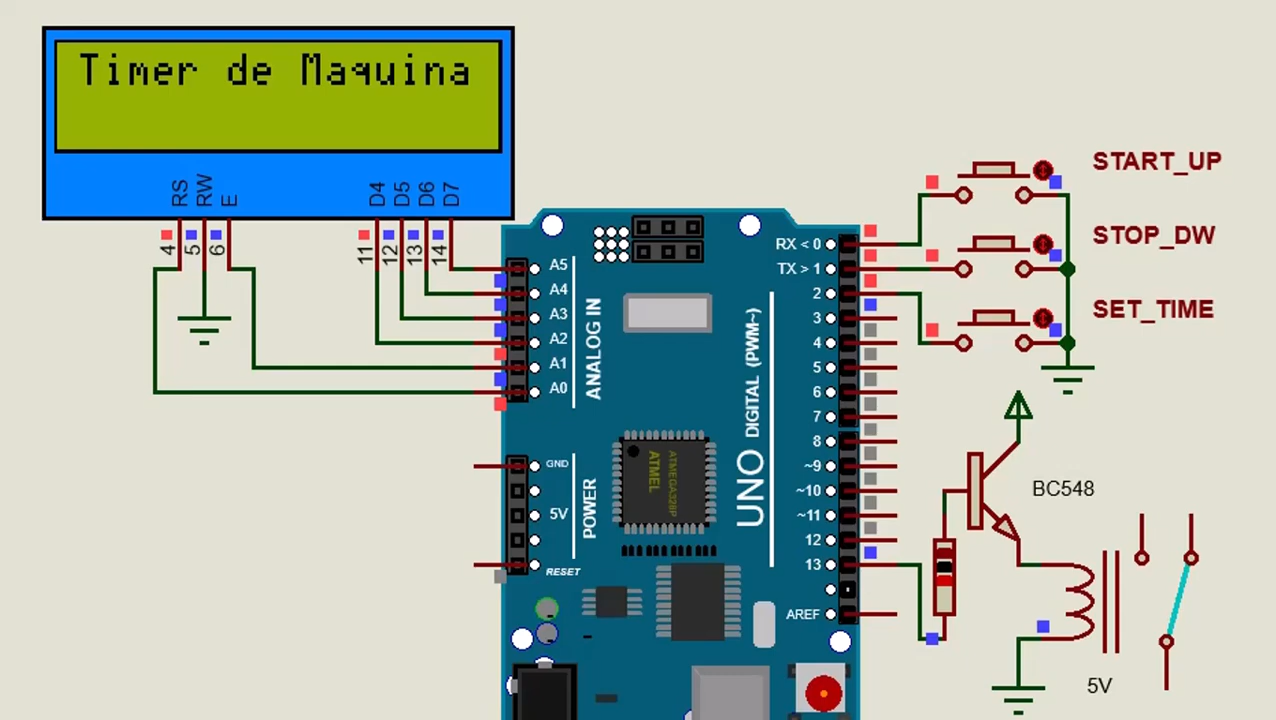 Timer de Maquina
RS
RW
E
D4
D5
D6
D7
4
5
6
11
12
13
14
START_UP
STOP_DW
SET_TIME
A5
A4
A3
A2
A1
A0
ANALOG IN
RX < 0
TX > 1
2
3
4
5
6
7
8
~9
~10
~11
12
13
AREF
DIGITAL (PWM~)
UNO
ATMEL
ATMEGA328P
GND
5V
RESET
POWER
BC548
5V